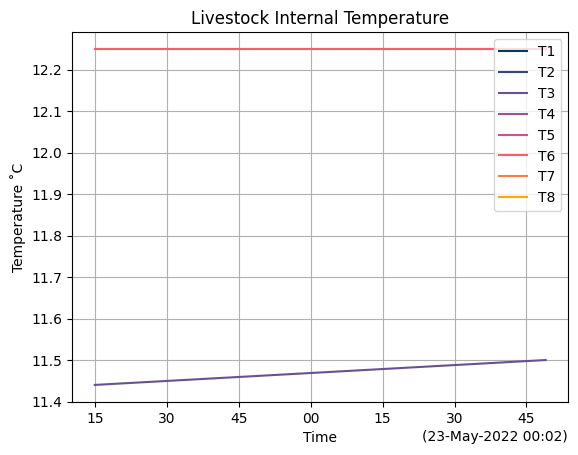 Livestock Internal Temperature
T1
T2
T3
T4
T5
T6
T7
T8
Temperature ˚C
12.2
12.1
12.0
11.9
11.8
11.7
11.6
11.5
11.4
15 30 45 00 15 30 45
Time
(23-May-2022 00:02)